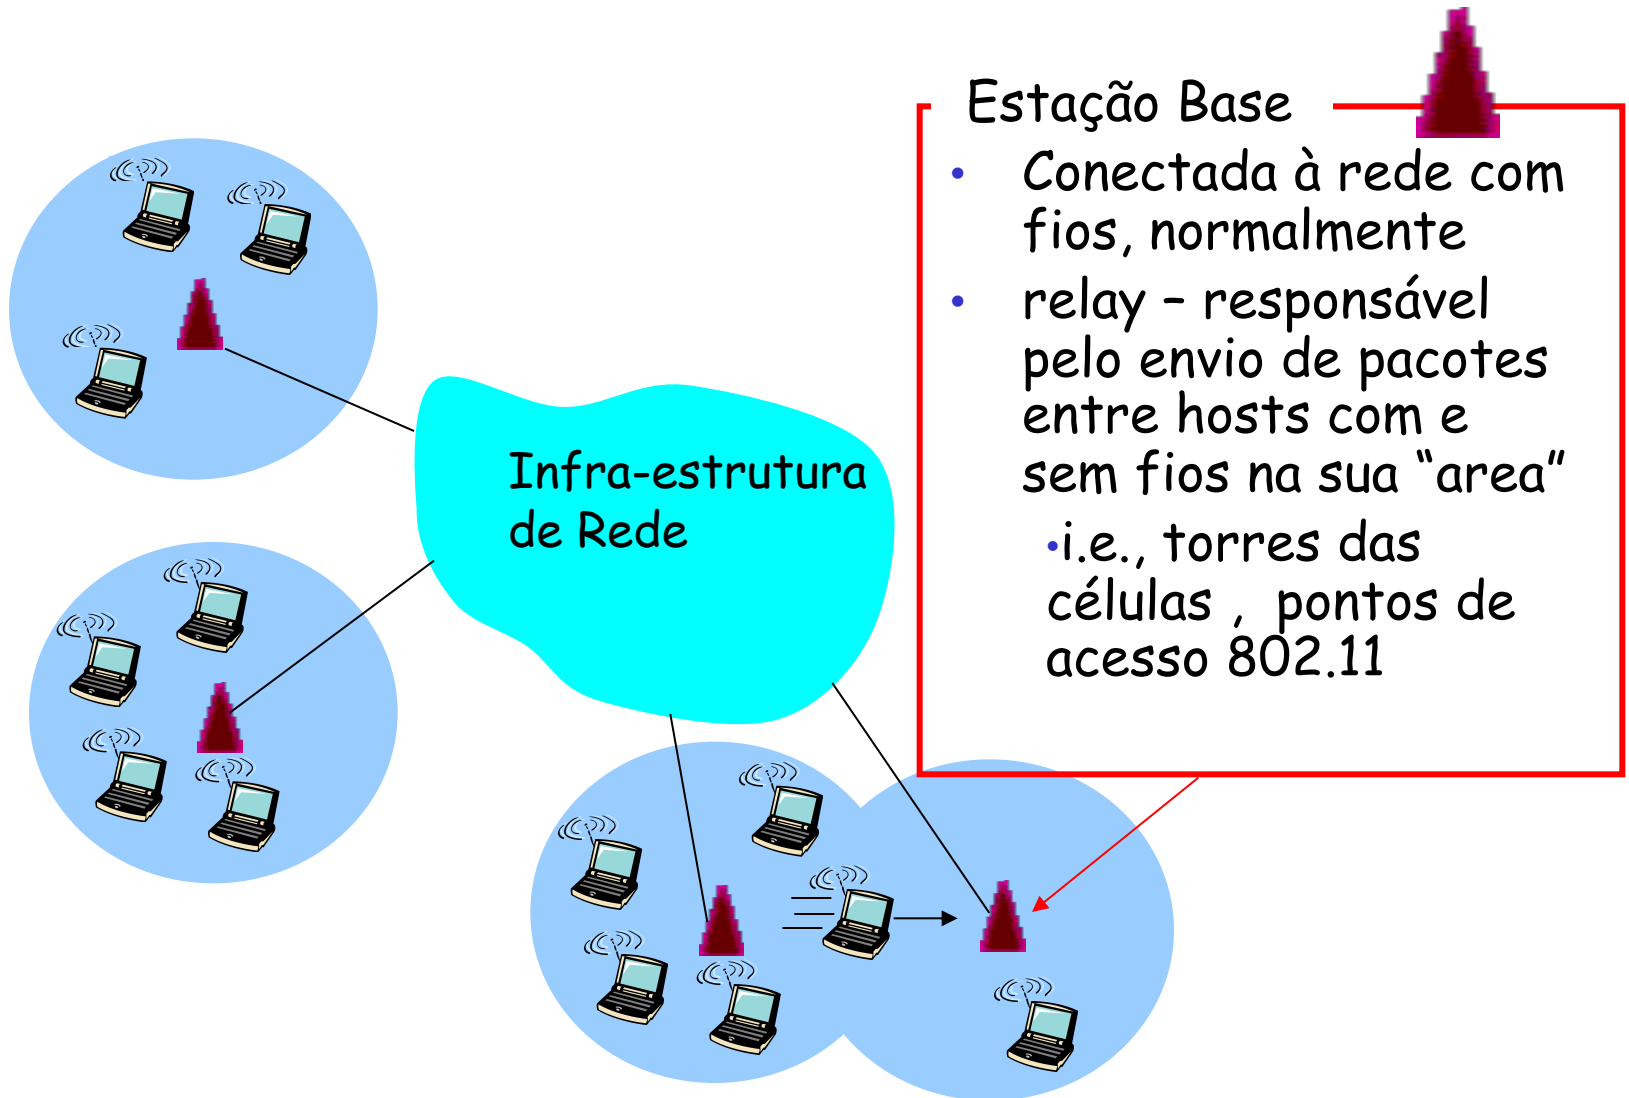 Estação Base
• Conectada à rede com
fios, normalmente
• relay – responsável
pelo envio de pacotes
entre hosts com e
sem fios na sua “area”
•i.e., torres das
células , pontos de
acesso 802.11
Infra-estrutura
de Rede